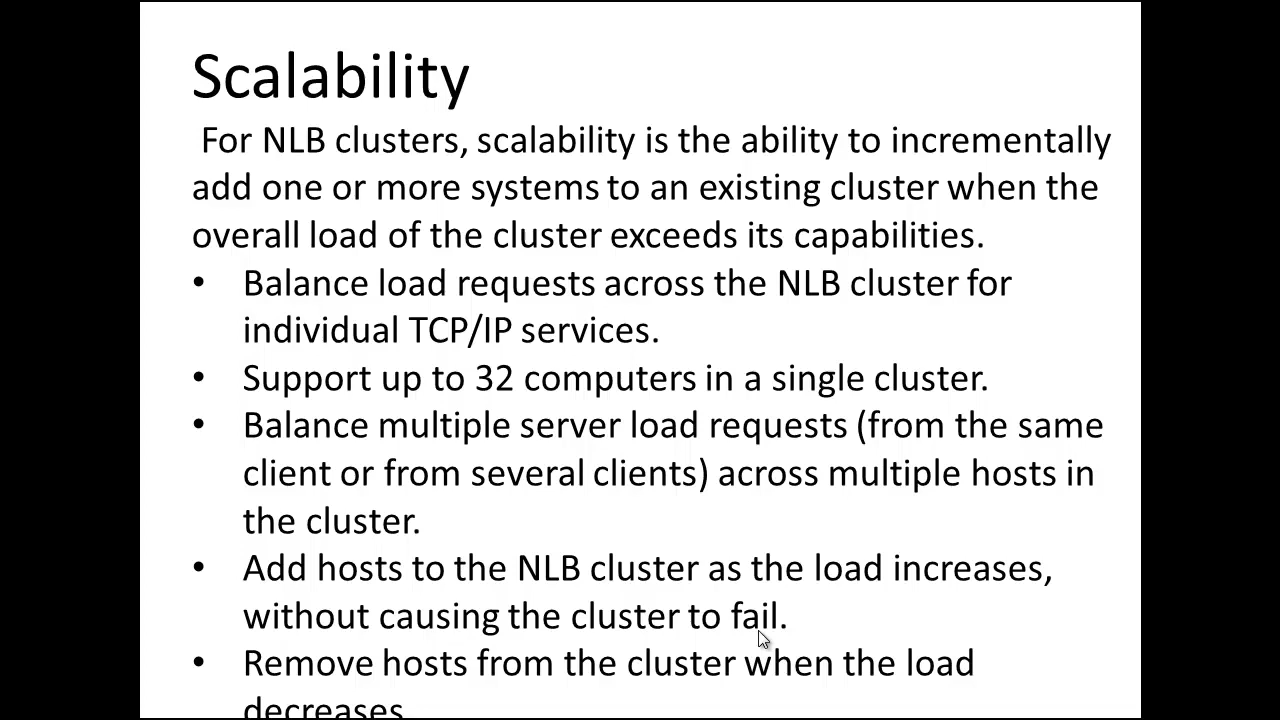 Scalability
For NLB clusters, scalability is the ability to incrementally
add one or more systems to an existing cluster when the
overall load of the cluster exceeds its capabilities.
• Balance load requests across the NLB cluster for
individual TCP/IP services.
• Support up to 32 computers in a single cluster.
• Balance multiple server load requests (from the same
client or from several clients) across multiple hosts in
the cluster.
• Add hosts to the NLB cluster as the load increases,
without causing the cluster to fail.
• Remove hosts from the cluster when the load
decreases